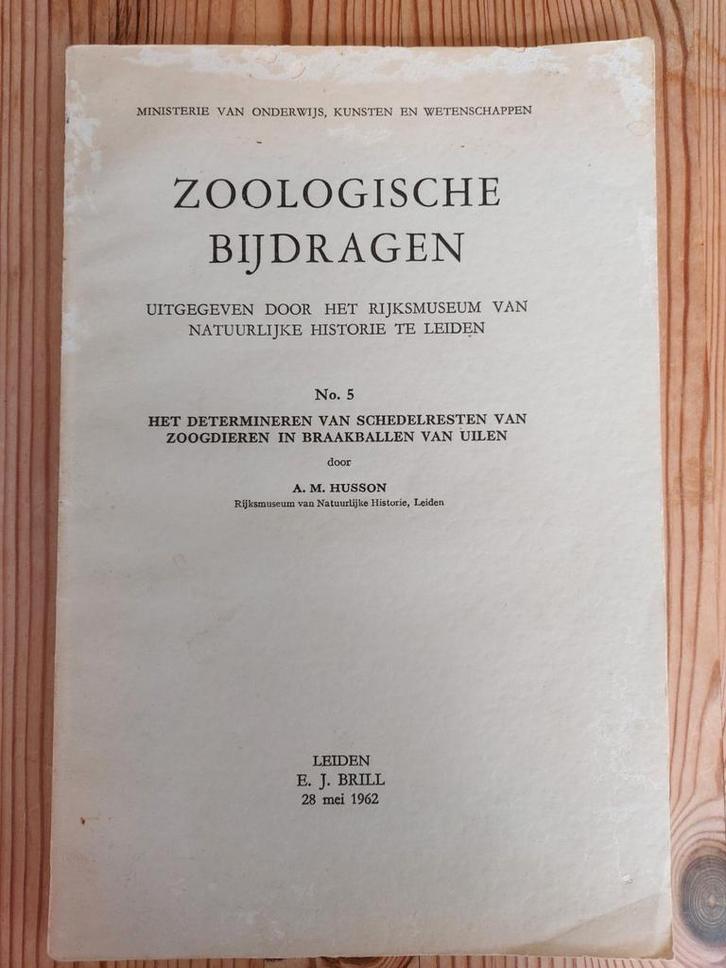 MINISTERIE VAN ONDERWIJS, KUNSTEN EN WETENSCHAPPEN
ZOOLOGISCHE
BIJDRAGEN
UITGEGEVEN DOOR HET RIJKSMUSEUM VAN
NATUURLIJKE HISTORIE TE LEIDEN
No. 5
HET DETERMINEREN VAN SCHEDELRESTEN VAN
ZOOGDIEREN IN BRAAKBALLEN VAN UILEN
door
A. M. HUSSON
Rijksmuseum van Natuurlijke Historie, Leiden
LEIDEN
E. J. BRILL
28 mei 1962